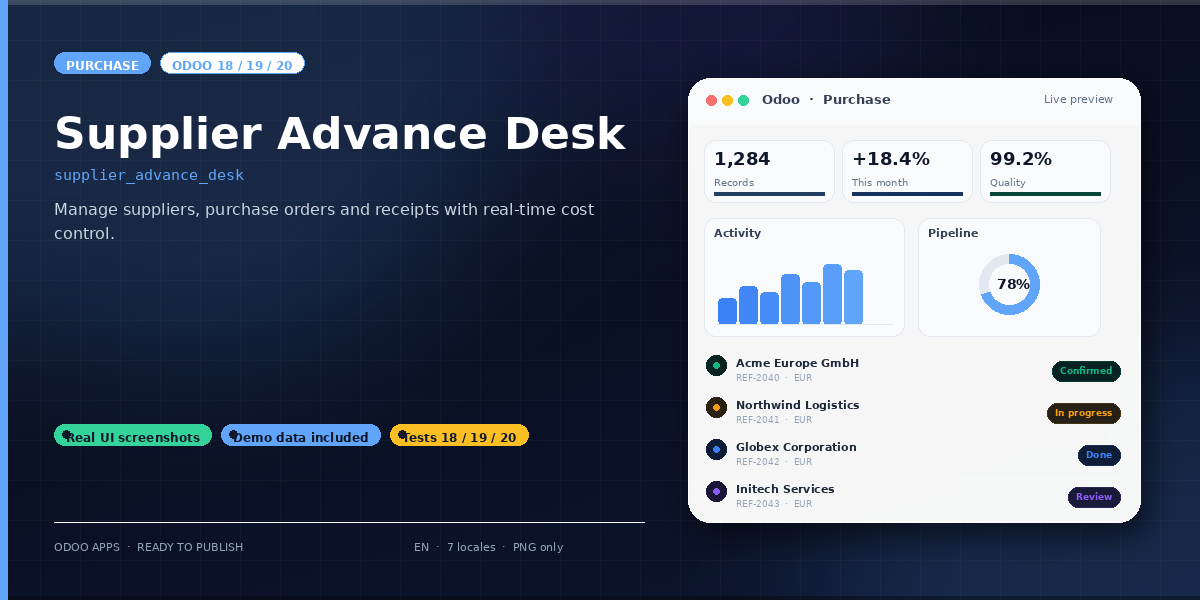 PURCHASE
ODOO 18 / 19 / 20
Supplier Advance Desk
supplier_advance_desk
Manage suppliers, purchase orders and receipts with real-time cost
control.
Real UI screenshots
Demo data included
Tests 18 / 19 / 20
ODOO APPS · READY TO PUBLISH
EN · 7 locales · PNG only
Odoo · Purchase
Live preview
1,284
Records
+18.4%
This month
99.2%
Quality
Activity
Pipeline
78%
Acme Europe GmbH
REF-2040 · EUR
Confirmed
Northwind Logistics
REF-2041 · EUR
In progress
Globex Corporation
REF-2042 · EUR
Done
Initech Services
REF-2043 · EUR
Review